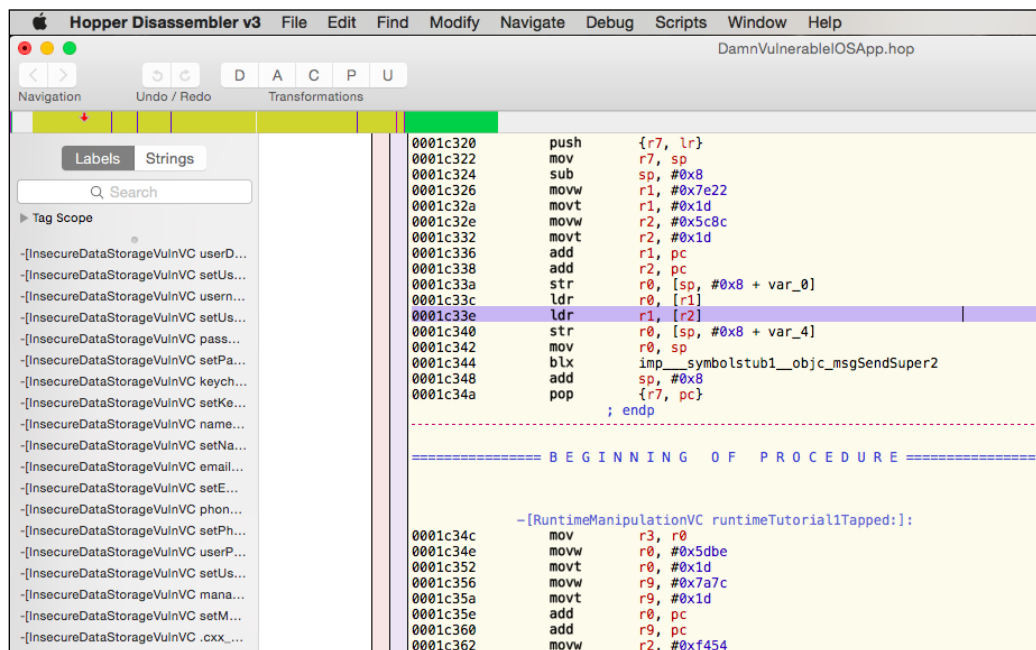 Hopper Disassembler v3 File Edit Find Modify Navigate Debug Scripts Window Help
DamnVulnerableIOSApp.hop
D A C P U
Navigation Undo / Redo Transformations
Labels Strings
Search
Tag Scope
-[InsecureDataStorageVulnVC userD...
-[InsecureDataStorageVulnVC setUs...
-[InsecureDataStorageVulnVC usern...
-[InsecureDataStorageVulnVC setUs...
-[InsecureDataStorageVulnVC pass...
-[InsecureDataStorageVulnVC setPa...
-[InsecureDataStorageVulnVC keych...
-[InsecureDataStorageVulnVC setKe...
-[InsecureDataStorageVulnVC name...
-[InsecureDataStorageVulnVC setNa...
-[InsecureDataStorageVulnVC email...
-[InsecureDataStorageVulnVC setE...
-[InsecureDataStorageVulnVC phon...
-[InsecureDataStorageVulnVC setPh...
-[InsecureDataStorageVulnVC userP...
-[InsecureDataStorageVulnVC setUs...
-[InsecureDataStorageVulnVC mana...
-[InsecureDataStorageVulnVC setM...
-[InsecureDataStorageVulnVC .cxx_...
0001c320 push {r7, lr}
0001c322 mov r7, sp
0001c324 sub sp, #0x8
0001c326 movw r1, #0x7e22
0001c32a movt r1, #0x1d
0001c32e movw r2, #0x5c8c
0001c332 movt r2, #0x1d
0001c336 add r1, pc
0001c338 add r2, pc
0001c33a str r0, [sp, #0x8 + var_0]
0001c33c ldr r0, [r1]
0001c33e ldr r1, [r2]
0001c340 str r0, [sp, #0x8 + var_4]
0001c342 mov r0, sp
0001c344 blx imp___symbolstub1__objc_msgSendSuper2
0001c348 add sp, #0x8
0001c34a pop {r7, pc}
; endp
================ B E G I N N I N G   O F   P R O C E D U R E ================
-[RuntimeManipulationVC runtimeTutorial1Tapped:]:
0001c34c mov r3, r0
0001c34e movw r0, #0x5dbe
0001c352 movt r0, #0x1d
0001c356 movw r9, #0x7a7c
0001c35a movt r9, #0x1d
0001c35e add r0, pc
0001c360 add r9, pc
0001c362 movw r2, #0xf454